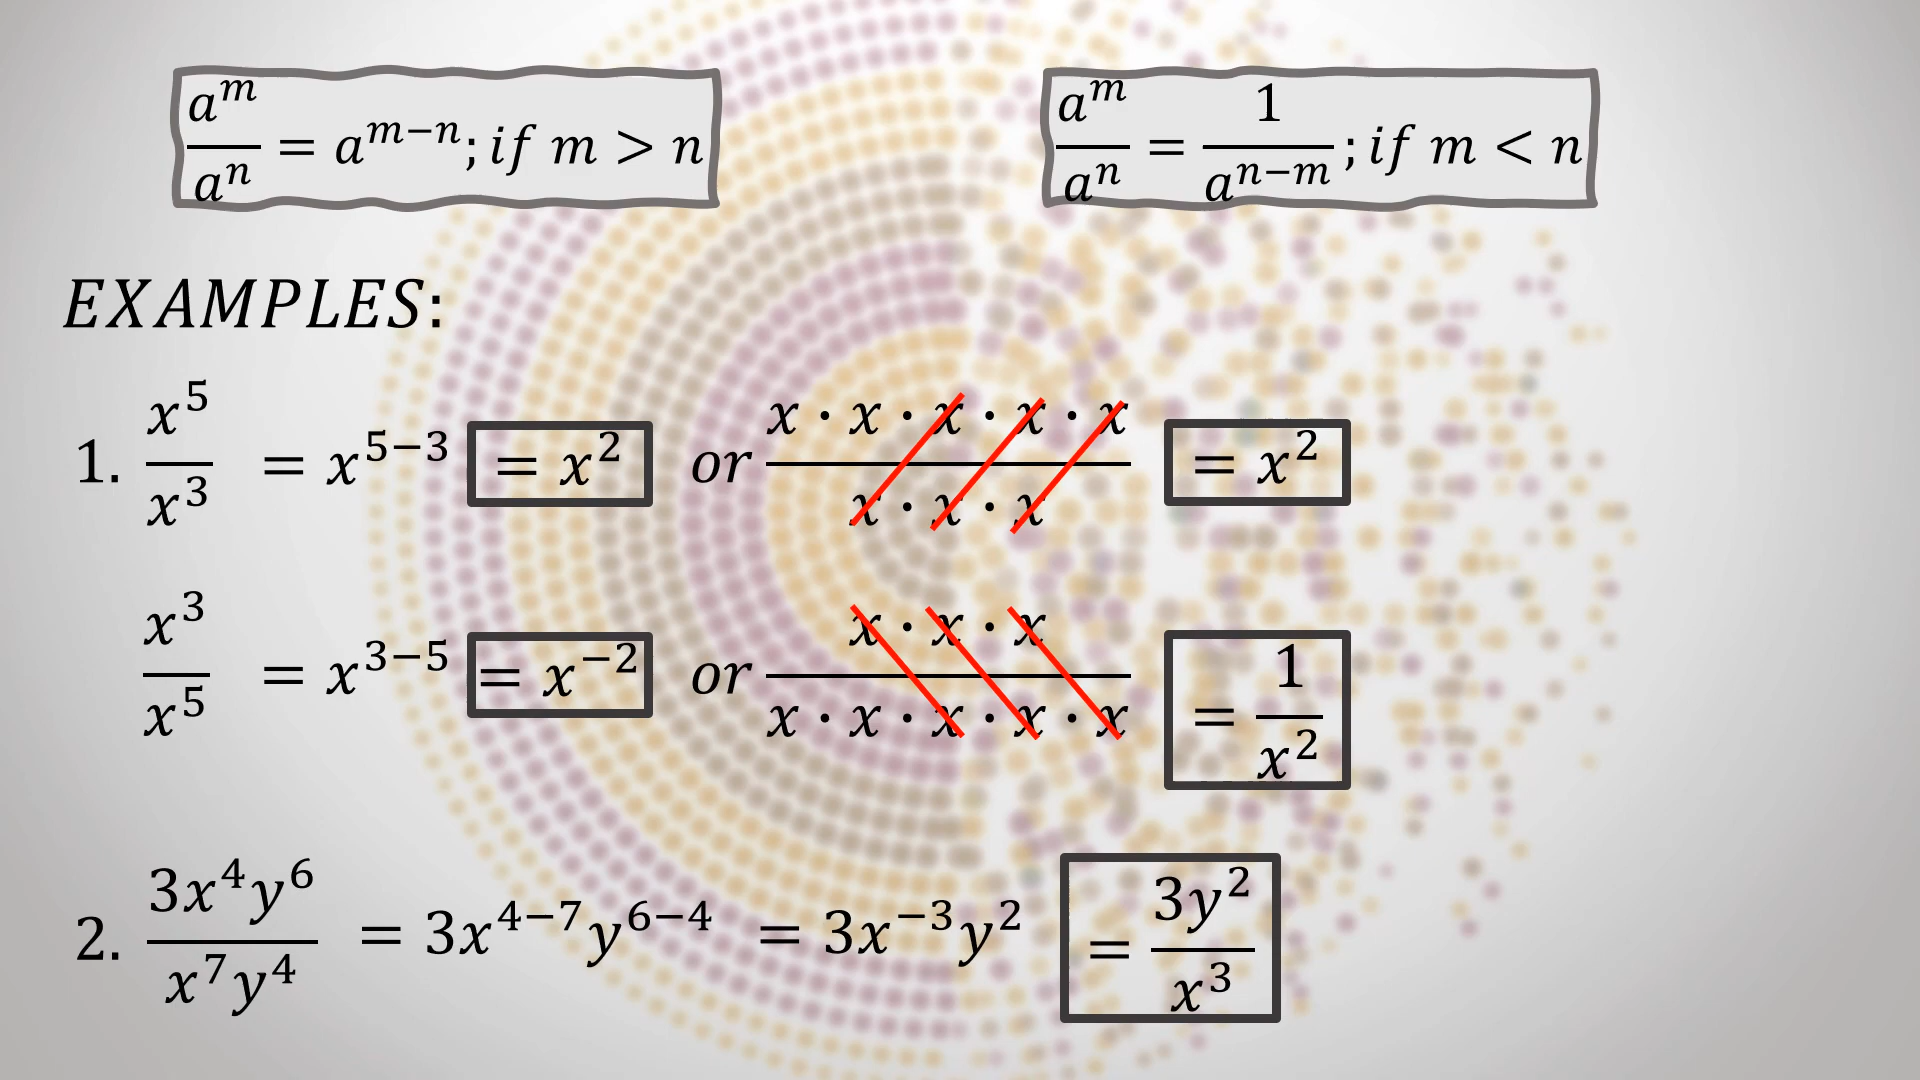 a^m/a^n = a^{m−n}; if m > n
a^m/a^n = 1/a^{n−m}; if m < n
EXAMPLES:
1. x^5/x^3 = x^{5−3} = x^2 or (x · x · x · x · x)/(x · x · x) = x^2
x^3/x^5 = x^{3−5} = x^{−2} or (x · x · x)/(x · x · x · x · x) = 1/x^2
2. 3x^4y^6/x^7y^4 = 3x^{4−7}y^{6−4} = 3x^{−3}y^2 = 3y^2/x^3